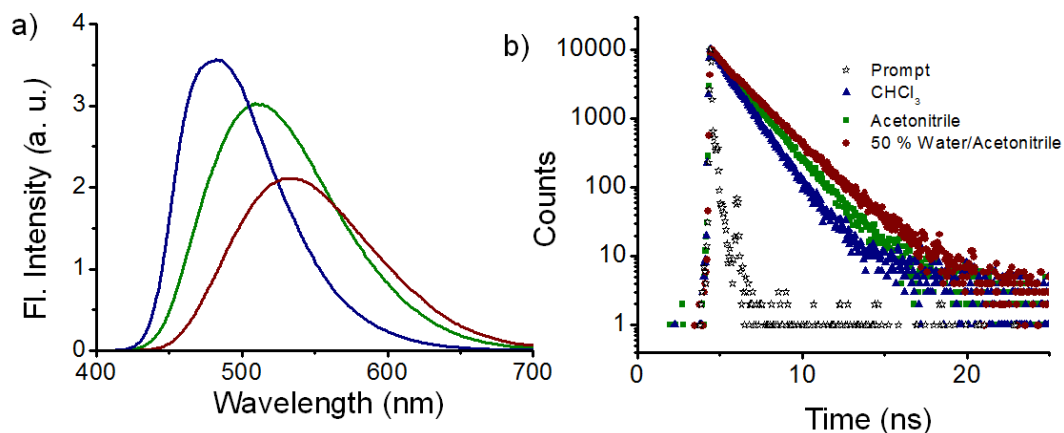 a)
4
3
2
1
0
Fl. Intensity (a. u.)
400 500 600 700
Wavelength (nm)
b)
10000
1000
100
10
1
Counts
Prompt
CHCl₃
Acetonitrile
50 % Water/Acetonitrile
0 10 20
Time (ns)